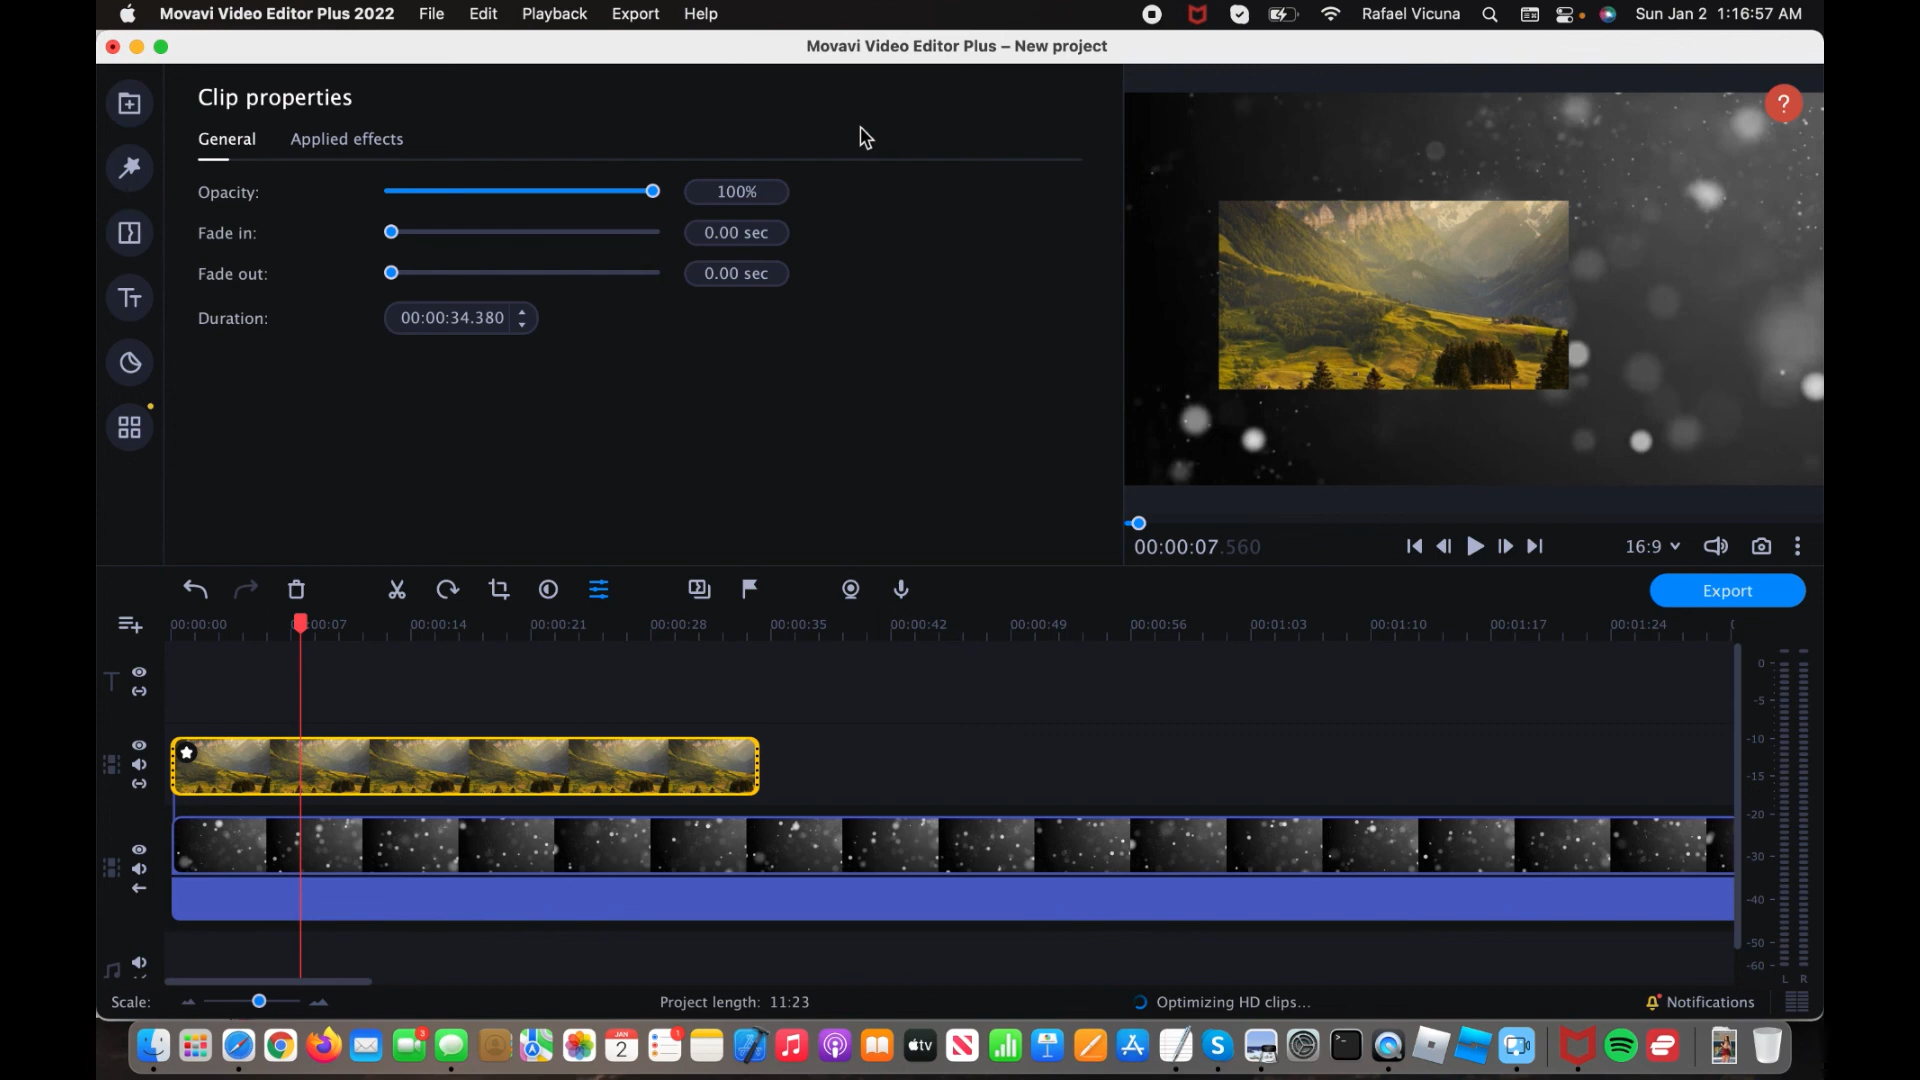 Movavi Video Editor Plus 2022 File Edit Playback Export Help Rafael Vicuna Sun Jan 2 1:16:57 AM
Movavi Video Editor Plus – New project
Clip properties
?
General Applied effects
Opacity: 100%
Fade in: 0.00 sec
Fade out: 0.00 sec
Duration: 00:00:34.380
00:00:07.560 16:9
Export
00:00:00 00:07 00:00:14 00:00:21 00:00:28 00:00:35 00:00:42 00:00:49 00:00:56 00:01:03 00:01:10 00:01:17 00:01:24
0
-5
-10
-15
-20
-30
-40
-50
-60
L R
Scale: Project length: 11:23 Optimizing HD clips... Notifications
3 JAN 2 1 tv S